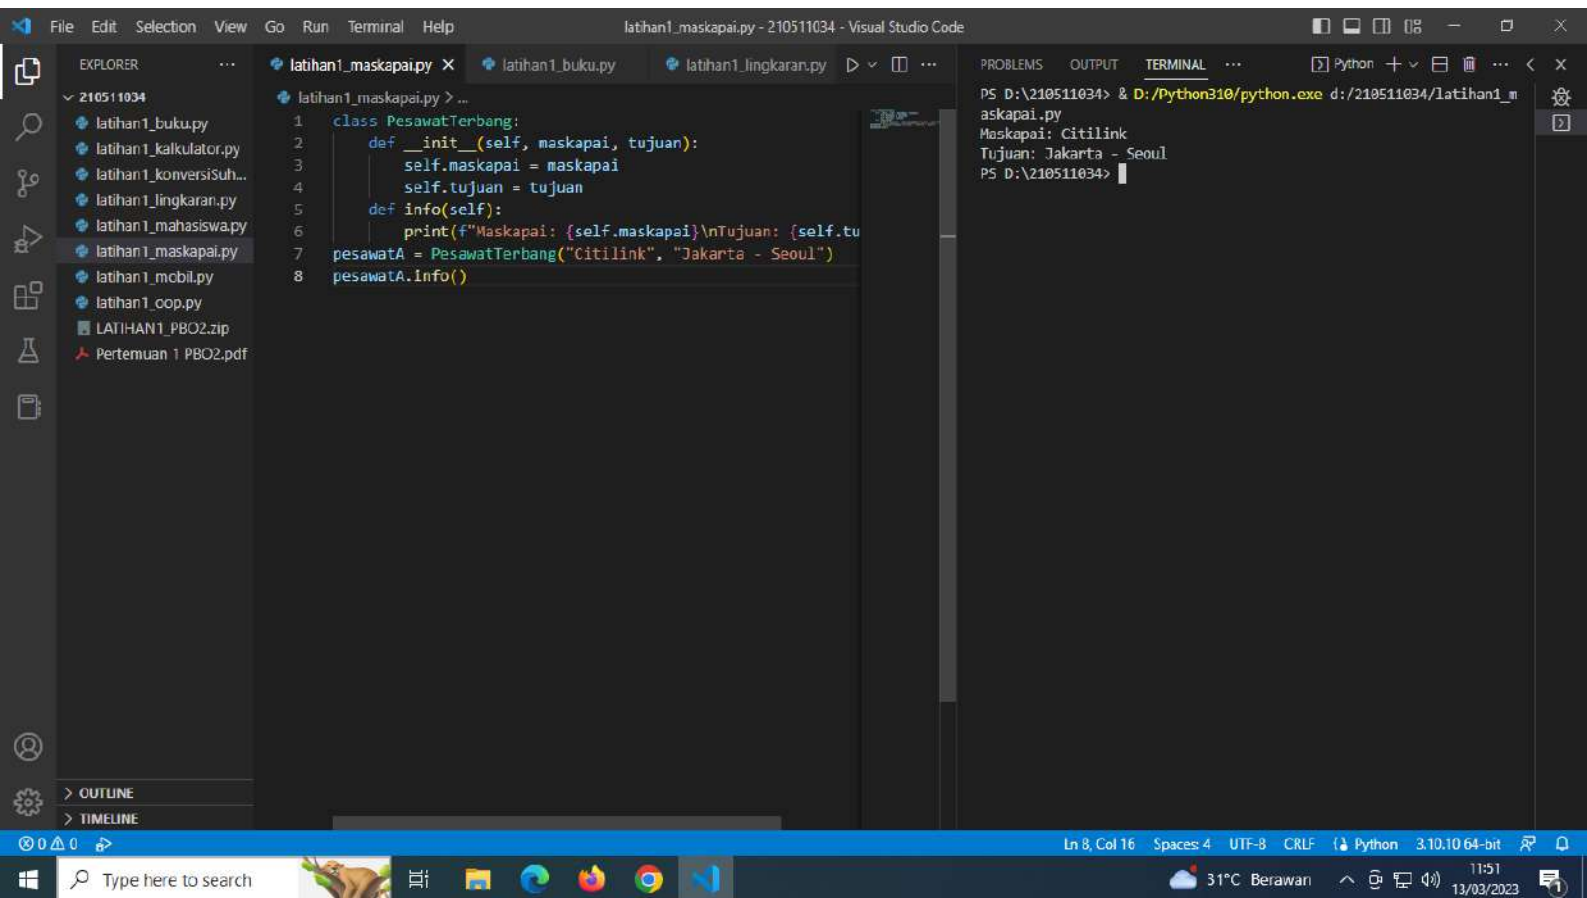 File Edit Selection View Go Run Terminal Help
latihan1_maskapai.py - 210511034 - Visual Studio Code
EXPLORER
210511034
latihan1_buku.py
latihan1_kalkulator.py
latihan1_konversiSuh...
latihan1_lingkaran.py
latihan1_mahasiswa.py
latihan1_maskapai.py
latihan1_mobil.py
latihan1_oop.py
LATIHAN1_PBO2.zip
Pertemuan 1 PBO2.pdf
OUTLINE
TIMELINE
latihan1_maskapai.py latihan1_buku.py latihan1_lingkaran.py
latihan1_maskapai.py > ...
1 class PesawatTerbang:
2 def __init__(self, maskapai, tujuan):
3 self.maskapai = maskapai
4 self.tujuan = tujuan
5 def info(self):
6 print(f"Maskapai: {self.maskapai}\nTujuan: {self.tu
7 pesawatA = PesawatTerbang("Citilink", "Jakarta - Seoul")
8 pesawatA.info()
PROBLEMS OUTPUT TERMINAL ... Python
PS D:\210511034> & D:/Python310/python.exe d:/210511034/latihan1_m
askapai.py
Maskapai: Citilink
Tujuan: Jakarta - Seoul
PS D:\210511034>
0 0
Ln 8, Col 16 Spaces: 4 UTF-8 CRLF Python 3.10.10 64-bit
Type here to search
31°C Berawan
11:51
13/03/2023
1